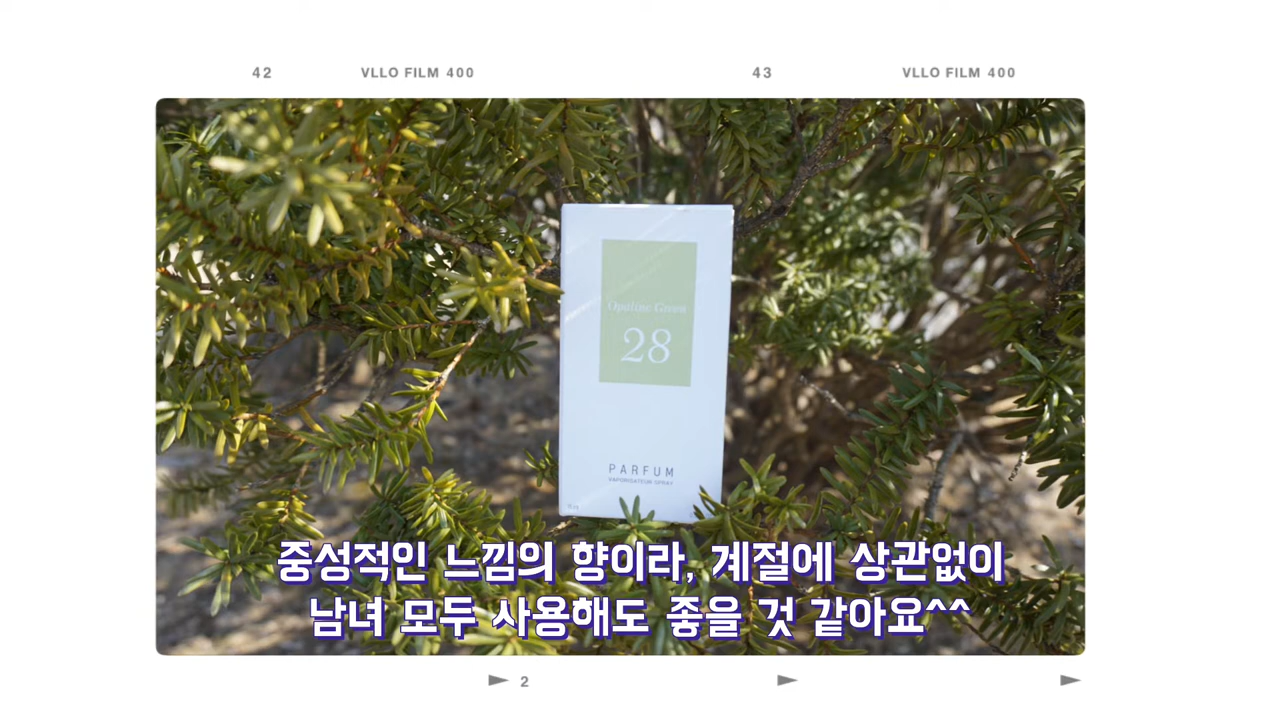 42 VLLO FILM 400 43 VLLO FILM 400
Opaline Green
28
PARFUM
VAPORISATEUR SPRAY
중성적인 느낌의 향이라, 계절에 상관없이
남녀 모두 사용해도 좋을 것 같아요^^
2